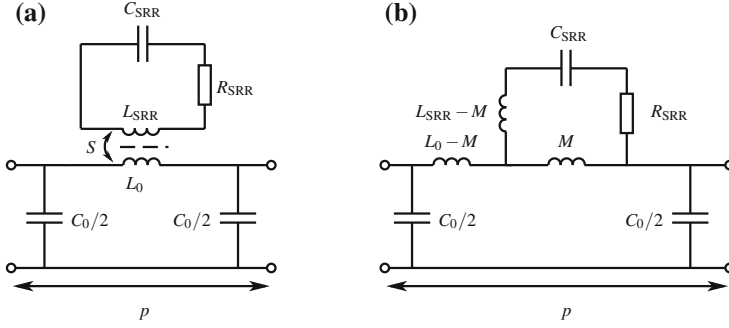 (a)
C_SRR
R_SRR
L_SRR
S
L_0
C_0/2
C_0/2
p
(b)
C_SRR
L_SRR − M
R_SRR
L_0 − M
M
C_0/2
C_0/2
p